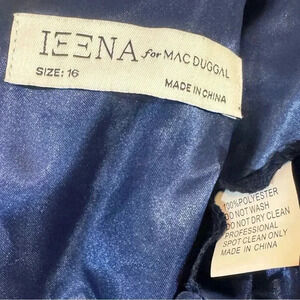 IEENA for MAC DUGGAL
SIZE: 16
MADE IN CHINA
100%POLYESTER
DO NOT WASH
DO NOT DRY CLEAN
PROFESSIONAL
SPOT CLEAN ONLY
MADE IN CHINA